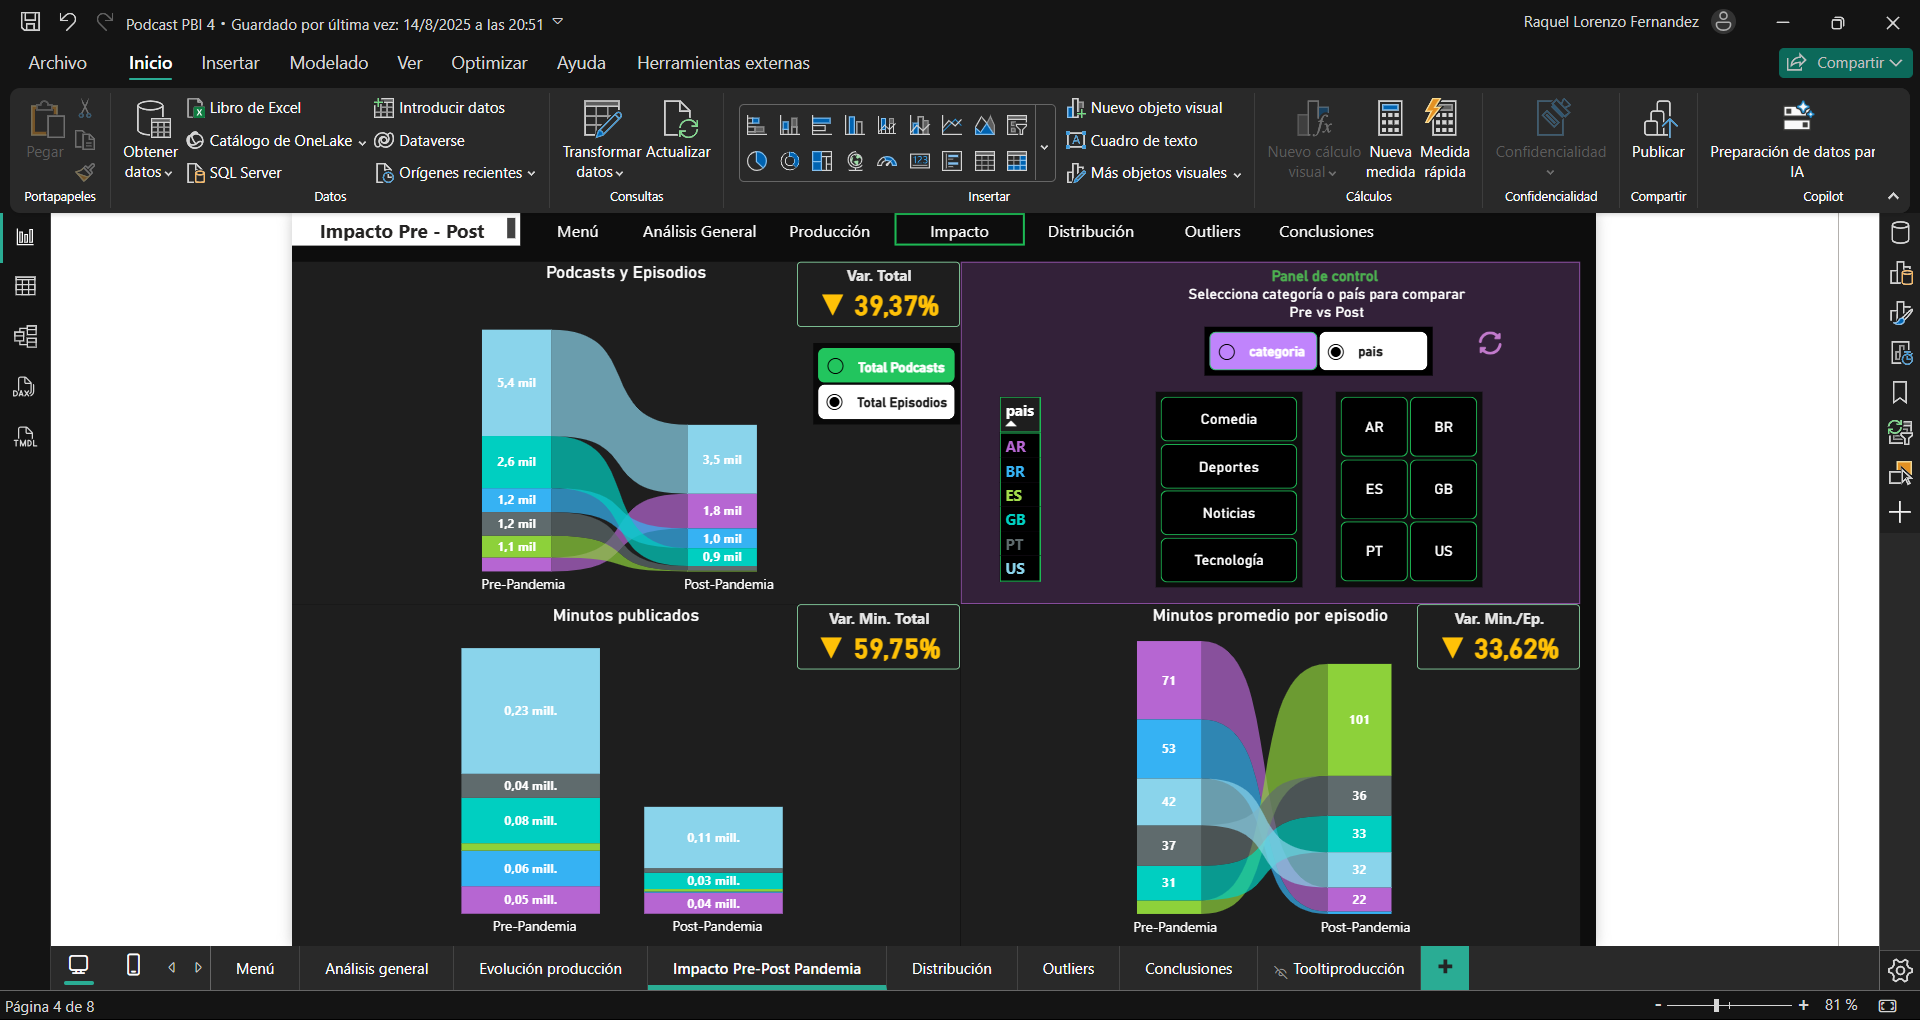 Podcast PBI 4 • Guardado por última vez: 14/8/2025 a las 20:51
Raquel Lorenzo Fernandez
Archivo
Inicio
Insertar
Modelado
Ver
Optimizar
Ayuda
Herramientas externas
Compartir
Pegar
Portapapeles
Obtener
datos
Libro de Excel
Catálogo de OneLake
SQL Server
Introducir datos
Dataverse
Orígenes recientes
Datos
Transformar
datos
Actualizar
Consultas
Nuevo objeto visual
Cuadro de texto
Más objetos visuales
Insertar
Nuevo cálculo
visual
Nueva
medida
Medida
rápida
Cálculos
Confidencialidad
Confidencialidad
Publicar
Compartir
Preparación de datos par
IA
Copilot
DAX
TMDL
Impacto Pre - Post
Menú
Análisis General
Producción
Impacto
Distribución
Outliers
Conclusiones
Podcasts y Episodios
Var. Total
39,37%
Total Podcasts
Total Episodios
5,4 mil
2,6 mil
1,2 mil
1,2 mil
1,1 mil
3,5 mil
1,8 mil
1,0 mil
0,9 mil
Pre-Pandemia
Post-Pandemia
Panel de control
Selecciona categoría o país para comparar
Pre vs Post
categoria
pais
pais
AR
BR
ES
GB
PT
US
Comedia
Deportes
Noticias
Tecnología
AR
BR
ES
GB
PT
US
Minutos publicados
Var. Min. Total
59,75%
0,23 mill.
0,04 mill.
0,08 mill.
0,06 mill.
0,05 mill.
0,11 mill.
0,03 mill.
0,04 mill.
Pre-Pandemia
Post-Pandemia
Minutos promedio por episodio
Var. Min./Ep.
33,62%
71
53
42
37
31
101
36
33
32
22
Pre-Pandemia
Post-Pandemia
Menú
Análisis general
Evolución producción
Impacto Pre-Post Pandemia
Distribución
Outliers
Conclusiones
Tooltiproducción
+
Página 4 de 8
- + 81 %